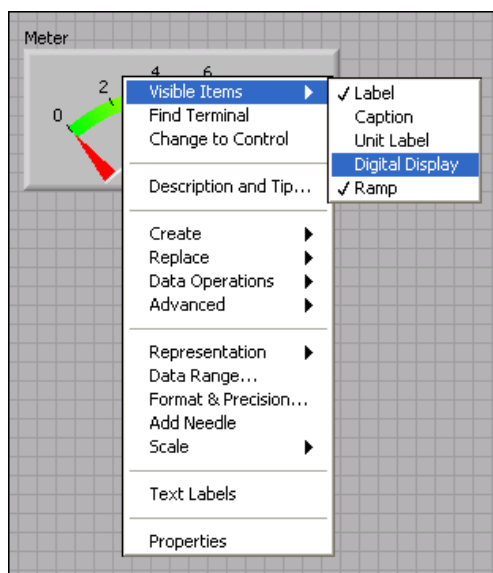 Meter
0
2
4
6
Visible Items
Find Terminal
Change to Control
Description and Tip...
Create
Replace
Data Operations
Advanced
Representation
Data Range...
Format & Precision...
Add Needle
Scale
Text Labels
Properties
Label
Caption
Unit Label
Digital Display
Ramp